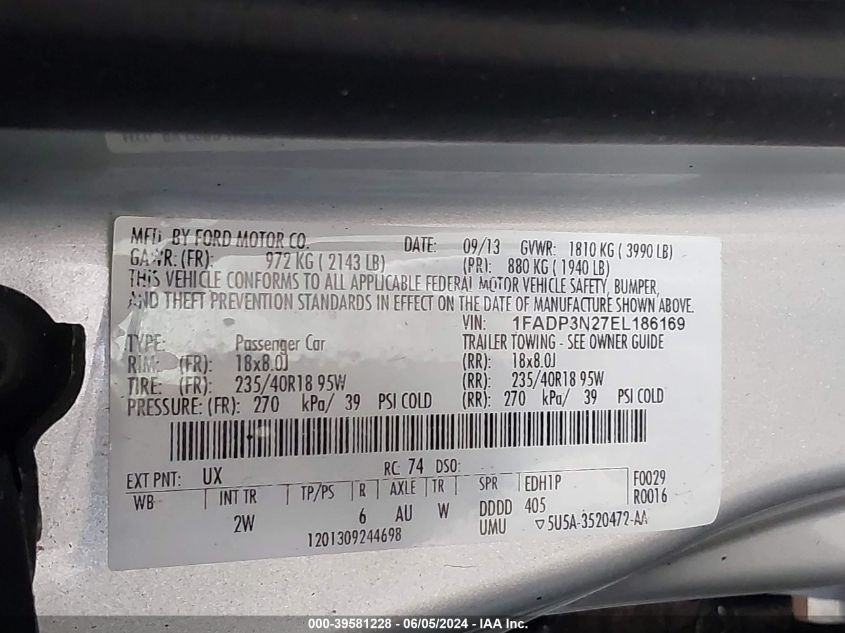 MFD. BY FORD MOTOR CO. DATE: 09/13 GVWR: 1810 KG ( 3990 LB)
GAWR: (FR): 972 KG ( 2143 LB) (PR): 880 KG ( 1940 LB)
THIS VEHICLE CONFORMS TO ALL APPLICABLE FEDERAL MOTOR VEHICLE SAFETY, BUMPER,
AND THEFT PREVENTION STANDARDS IN EFFECT ON THE DATE OF MANUFACTURE SHOWN ABOVE.
VIN: 1FADP3N27EL186169
TYPE: Passenger Car TRAILER TOWING - SEE OWNER GUIDE
RIM: (FR): 18x8.0J (RR): 18x8.0J
TIRE: (FR): 235/40R18 95W (RR): 235/40R18 95W
PRESSURE: (FR): 270 kPa/ 39 PSI COLD (RR): 270 kPa/ 39 PSI COLD
EXT PNT: UX RC: 74 DSO:
WB INT TR TP/PS R AXLE TR SPR EDH1P F0029
2W 6 AU W DDDD 405 R0016
1201309244698 UMU ▽5U5A-3520472-AA
000-39581228 - 06/05/2024 - IAA Inc.